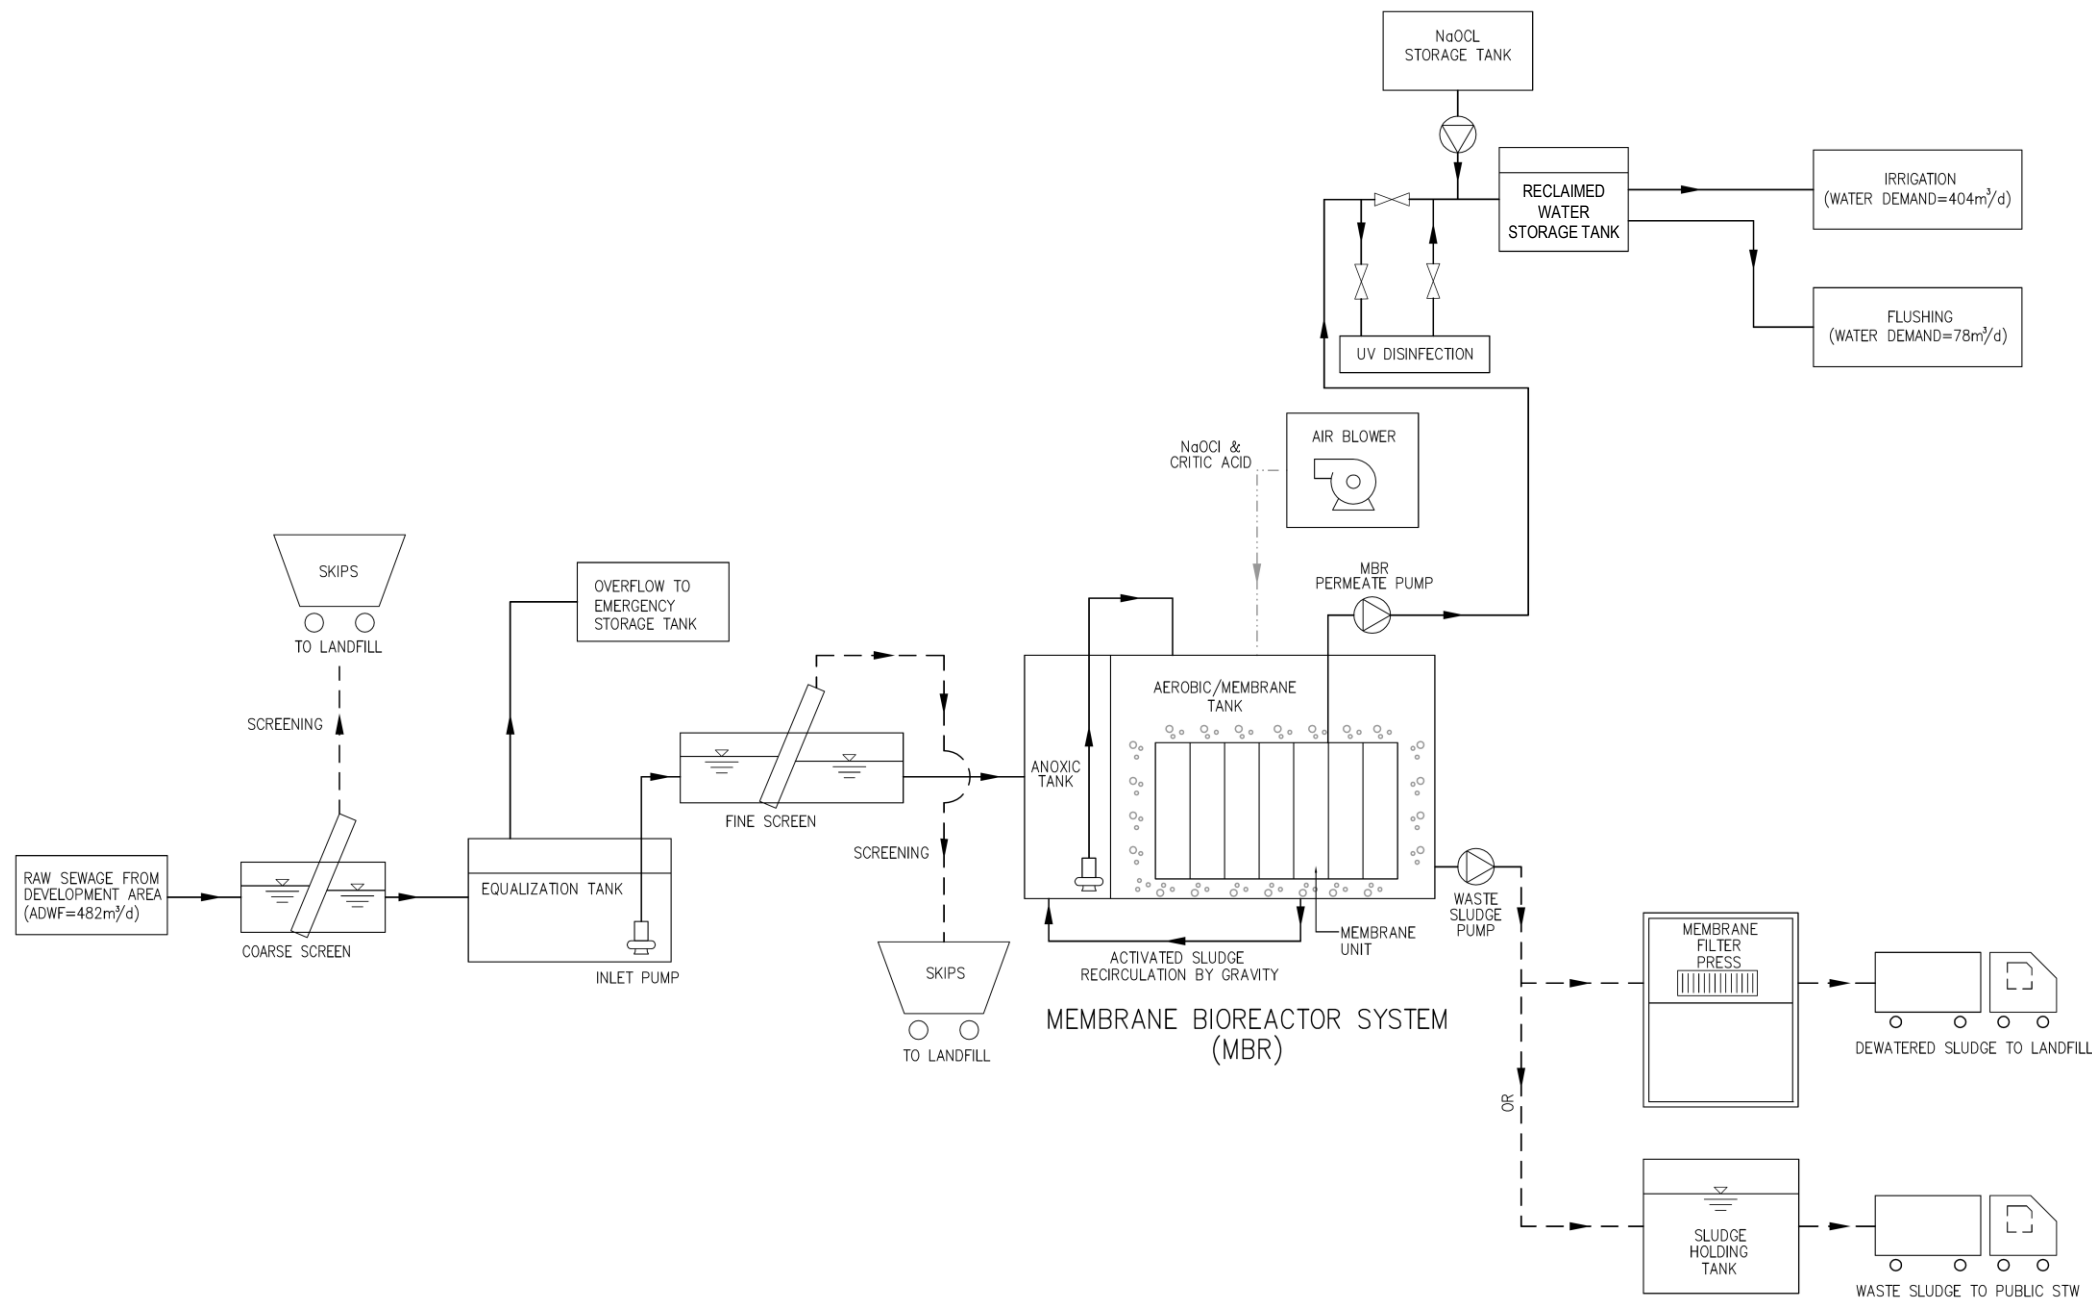 NaOCL
STORAGE TANK
RECLAIMED
WATER
STORAGE TANK
IRRIGATION
(WATER DEMAND=404m³/d)
FLUSHING
(WATER DEMAND=78m³/d)
UV DISINFECTION
AIR BLOWER
NaOCl &
CRITIC ACID
MBR
PERMEATE PUMP
SKIPS
TO LANDFILL
OVERFLOW TO
EMERGENCY
STORAGE TANK
SCREENING
AEROBIC/MEMBRANE
TANK
ANOXIC
TANK
FINE SCREEN
SCREENING
RAW SEWAGE FROM
DEVELOPMENT AREA
(ADWF=482m³/d)
COARSE SCREEN
EQUALIZATION TANK
INLET PUMP
WASTE
SLUDGE
PUMP
MEMBRANE
UNIT
ACTIVATED SLUDGE
RECIRCULATION BY GRAVITY
SKIPS
TO LANDFILL
MEMBRANE BIOREACTOR SYSTEM
(MBR)
MEMBRANE
FILTER
PRESS
DEWATERED SLUDGE TO LANDFILL
OR
SLUDGE
HOLDING
TANK
WASTE SLUDGE TO PUBLIC STW